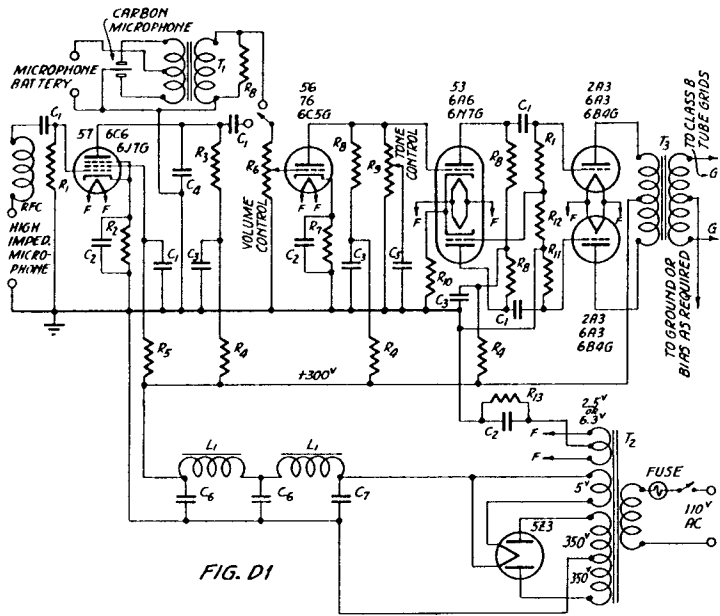 CARBON
MICROPHONE
MICROPHONE
BATTERY
T1
R8
C1
57
6C6
6J7G
R1
RFC
HIGH
IMPED.
MICRO-
PHONE
F F
C2
R2
C4
R3
C1
C1
C3
R5
R4
R6
VOLUME
CONTROL
56
76
6C5G
F F
C2
R7
R8
R9
TONE
CONTROL
C3
C5
R4
53
6A6
6N7G
F
F
R10
C3
R8
R8
C1
C1
R1
R12
R11
R4
2A3
6A3
6B4G
F
F
2A3
6A3
6B4G
T3
TO CLASS B
TUBE GRIDS
G
G
TO GROUND OR
BIAS AS REQUIRED
+300V
R13
C2
F
F
2.5V
OR
6.3V
T2
5V
FUSE
110V
AC
L1
L1
C6
C6
C7
5Z3
350V
350V
FIG. D1